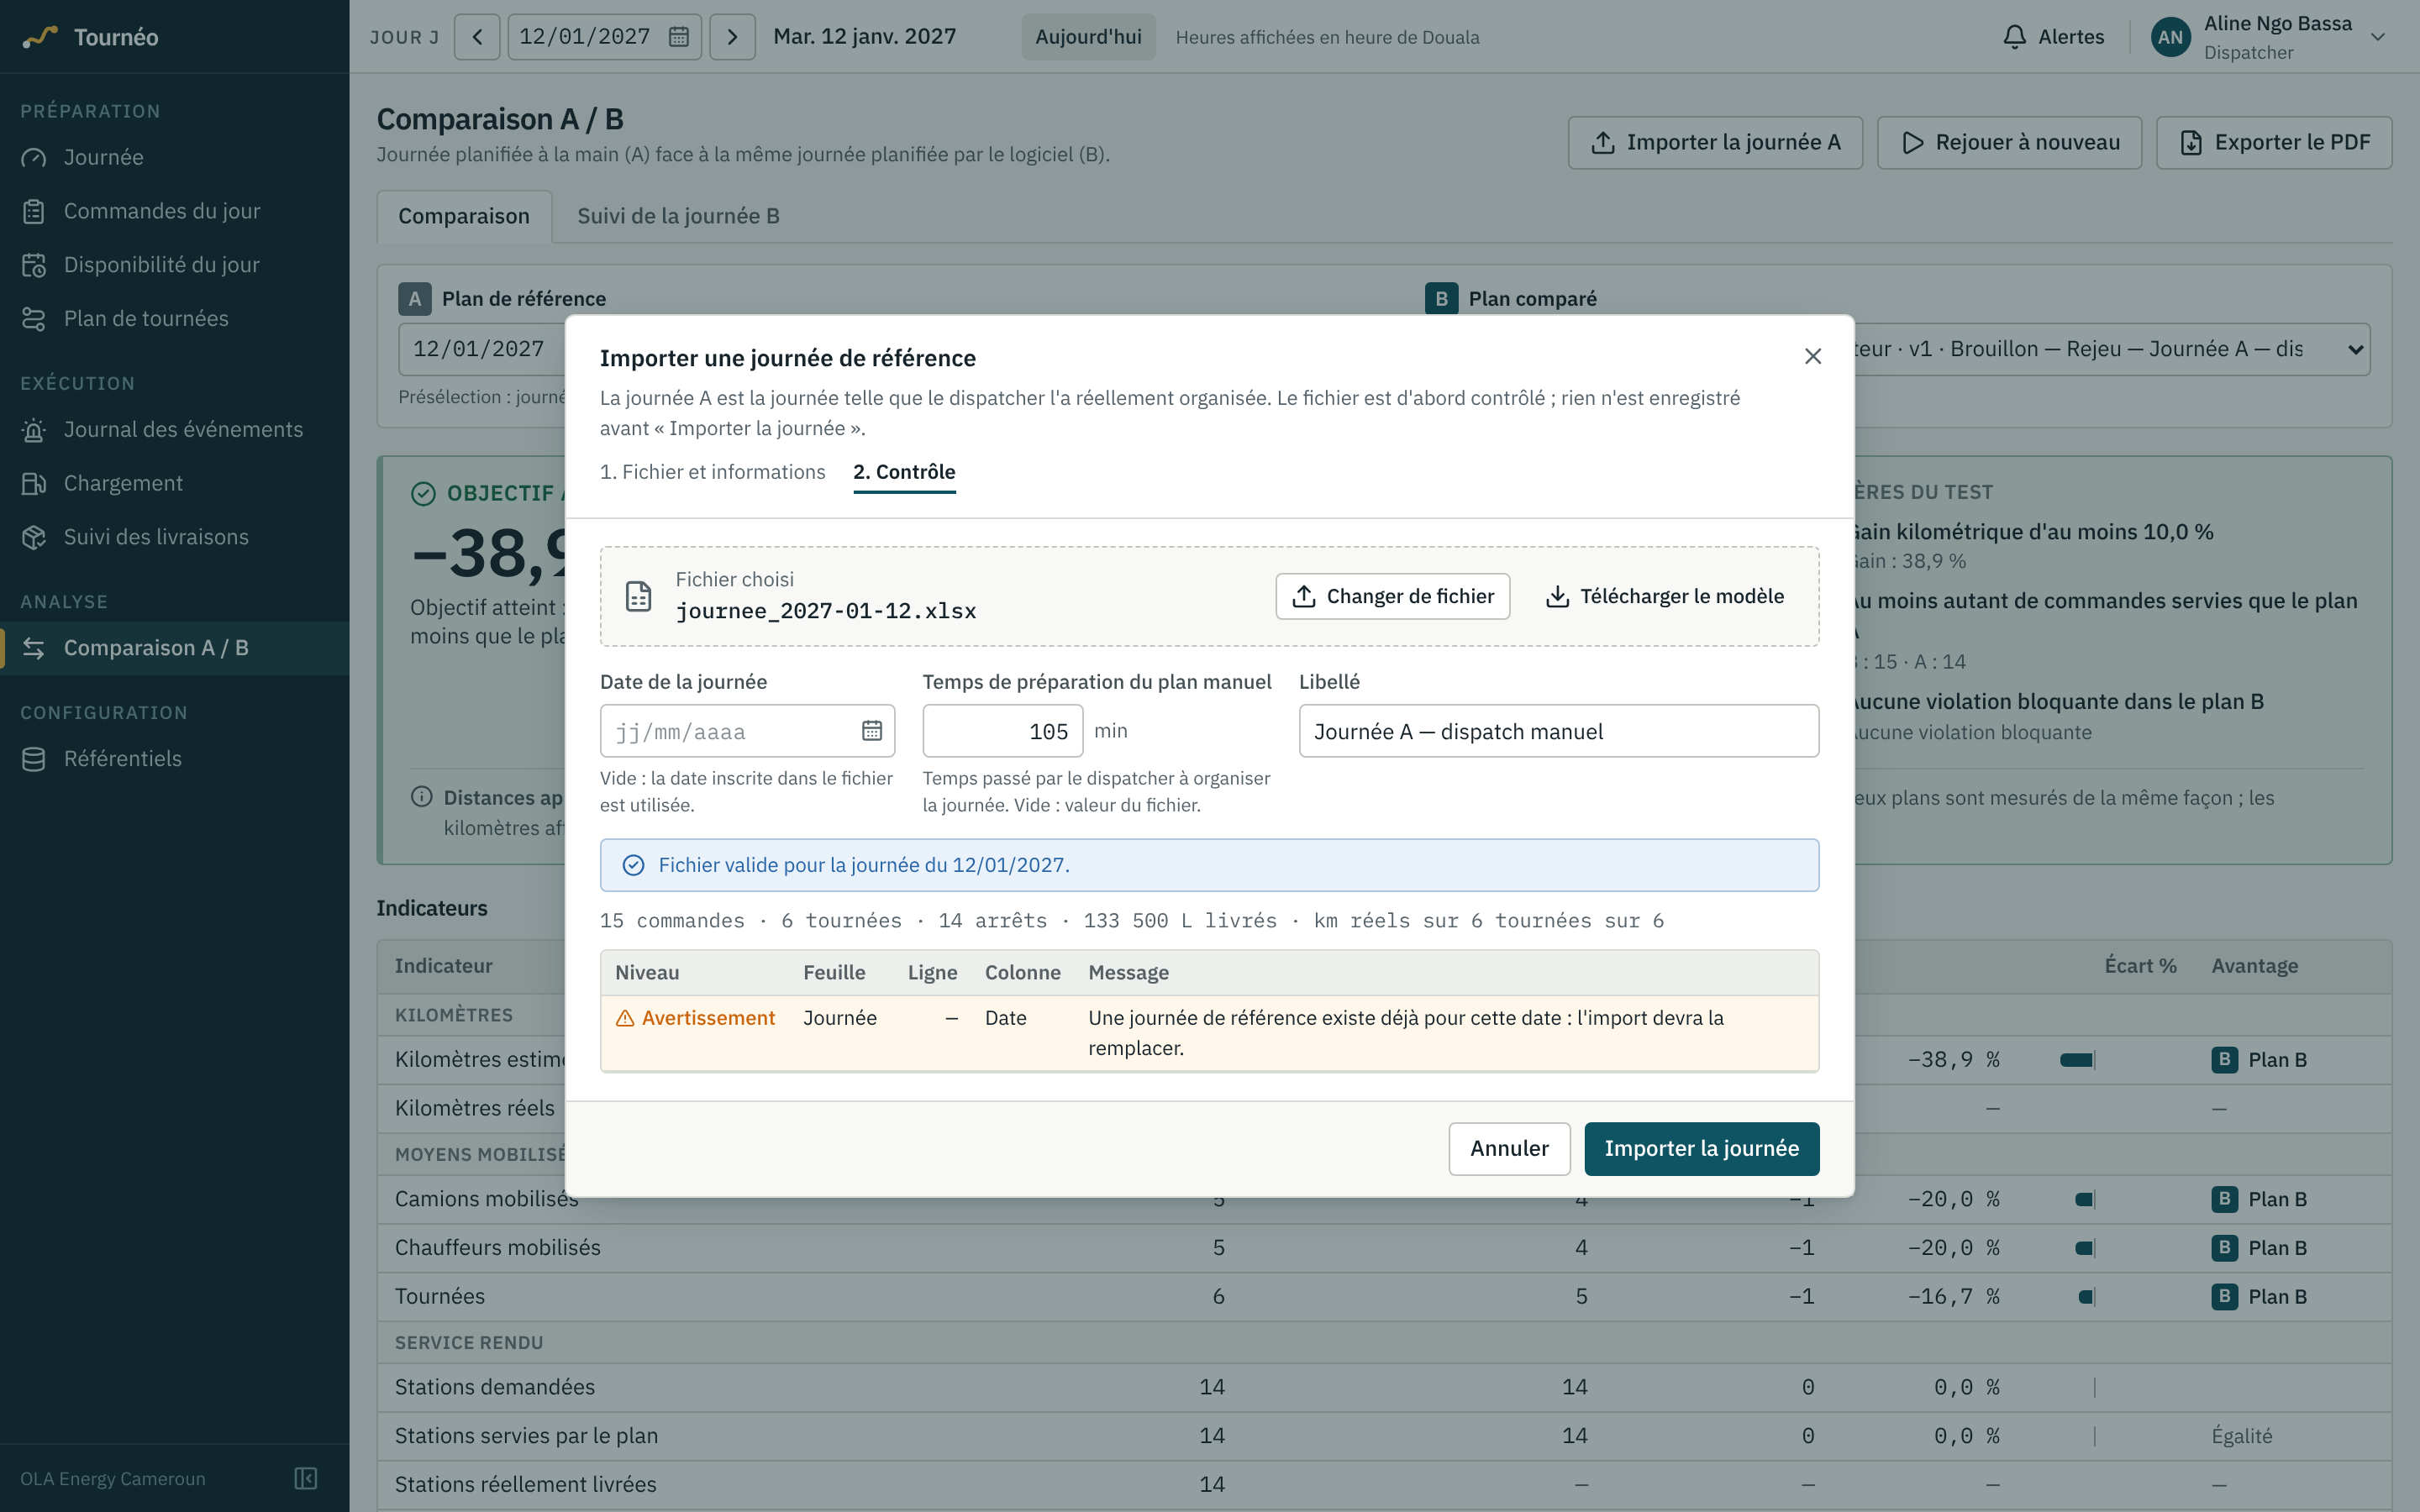 Tournéo
PRÉPARATION
Journée
Commandes du jour
Disponibilité du jour
Plan de tournées
EXÉCUTION
Journal des événements
Chargement
Suivi des livraisons
ANALYSE
Comparaison A / B
CONFIGURATION
Référentiels
OLA Energy Cameroun
JOUR J
12/01/2027
Mar. 12 janv. 2027
Aujourd'hui
Heures affichées en heure de Douala
Alertes
AN
Aline Ngo Bassa
Dispatcher
Comparaison A / B
Journée planifiée à la main (A) face à la même journée planifiée par le logiciel (B).
Importer la journée A
Rejouer à nouveau
Exporter le PDF
Comparaison
Suivi de la journée B
A Plan de référence
B Plan comparé
12/01/2027
· v1 · Brouillon — Rejeu — Journée A —
Présélection :
OBJECTIF
−38,9
Objectif atteint :
moins que le
Distances
kilomètres
DU TEST
Gain kilométrique d'au moins 10,0 %
Gain : 38,9 %
Au moins autant de commandes servies que le plan
A
B : 15 · A : 14
Aucune violation bloquante dans le plan B
Aucune violation bloquante
plans sont mesurés de la même façon ; les
Importer une journée de référence
La journée A est la journée telle que le dispatcher l'a réellement organisée. Le fichier est d'abord contrôlé ; rien n'est enregistré
avant « Importer la journée ».
1. Fichier et informations
2. Contrôle
Fichier choisi
journee_2027-01-12.xlsx
Changer de fichier
Télécharger le modèle
Date de la journée
jj/mm/aaaa
Vide : la date inscrite dans le fichier
est utilisée.
Temps de préparation du plan manuel
105 min
Temps passé par le dispatcher à organiser
la journée. Vide : valeur du fichier.
Libellé
Journée A — dispatch manuel
Fichier valide pour la journée du 12/01/2027.
15 commandes · 6 tournées · 14 arrêts · 133 500 L livrés · km réels sur 6 tournées sur 6
Niveau Feuille Ligne Colonne Message
Avertissement Journée — Date Une journée de référence existe déjà pour cette date : l'import devra la
remplacer.
Annuler
Importer la journée
Indicateurs
Indicateur Écart % Avantage
KILOMÈTRES
Kilomètres −38,9 % B Plan B
Kilomètres réels — —
MOYENS
Camions mobilisés 5 4 −1 −20,0 % B Plan B
Chauffeurs mobilisés 5 4 −1 −20,0 % B Plan B
Tournées 6 5 −1 −16,7 % B Plan B
SERVICE RENDU
Stations demandées 14 14 0 0,0 %
Stations servies par le plan 14 14 0 0,0 % Égalité
Stations réellement livrées 14 — — — —